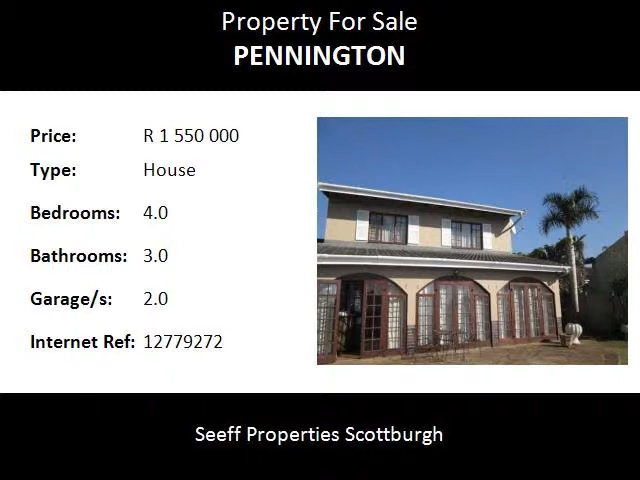 Property For Sale
PENNINGTON
Price: R 1 550 000
Type: House
Bedrooms: 4.0
Bathrooms: 3.0
Garage/s: 2.0
Internet Ref: 12779272
Seeff Properties Scottburgh